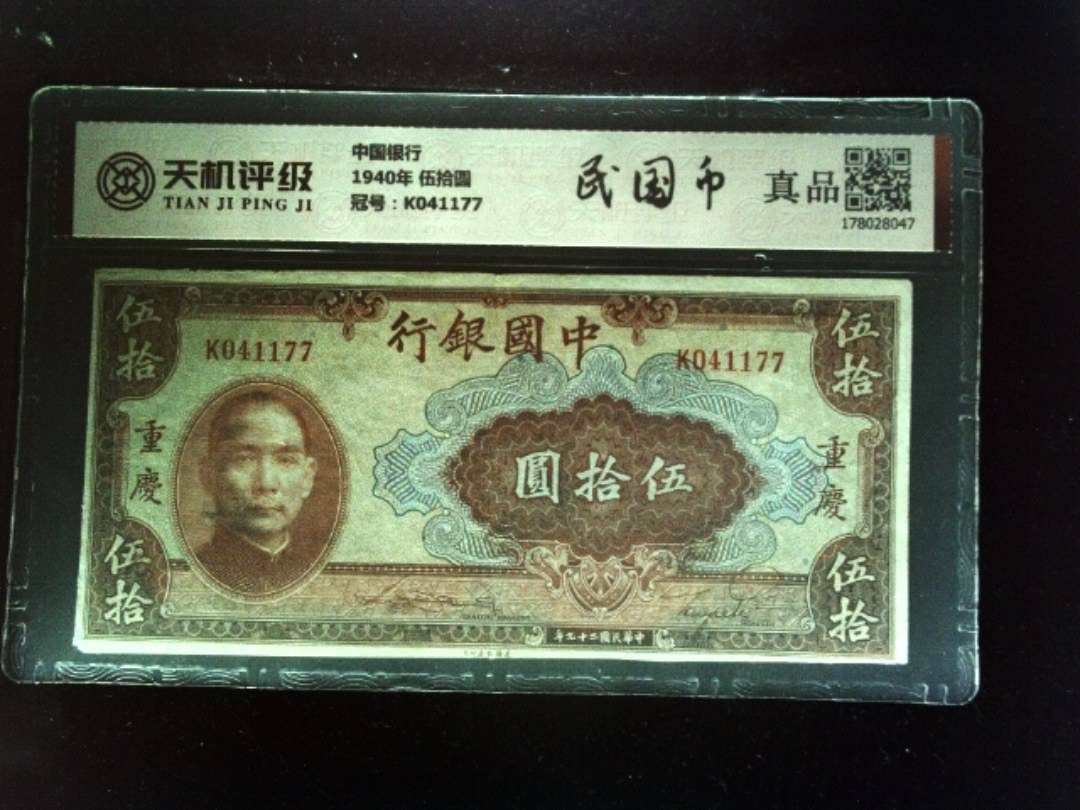 天机评级
TIAN JI PING JI
中国银行
1940年 伍拾圆
冠号：K041177
民国币
真品
178028047
伍拾
行銀國中
伍拾
K041177
K041177
重慶
圓拾伍
重慶
伍拾
伍拾
年九十二國民華中